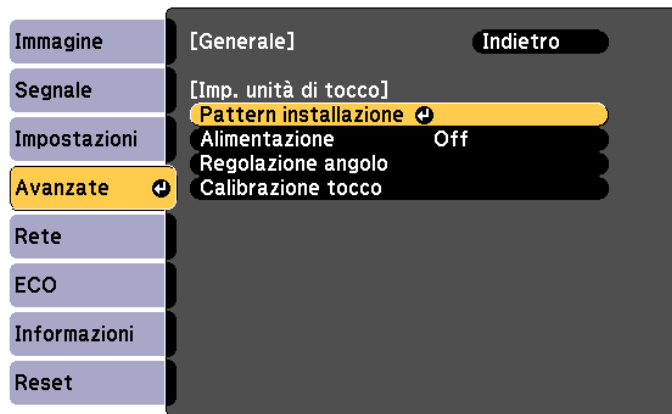 Immagine
Segnale
Impostazioni
Avanzate
Rete
ECO
Informazioni
Reset
[Generale] Indietro
[Imp. unità di tocco]
Pattern installazione
Alimentazione Off
Regolazione angolo
Calibrazione tocco